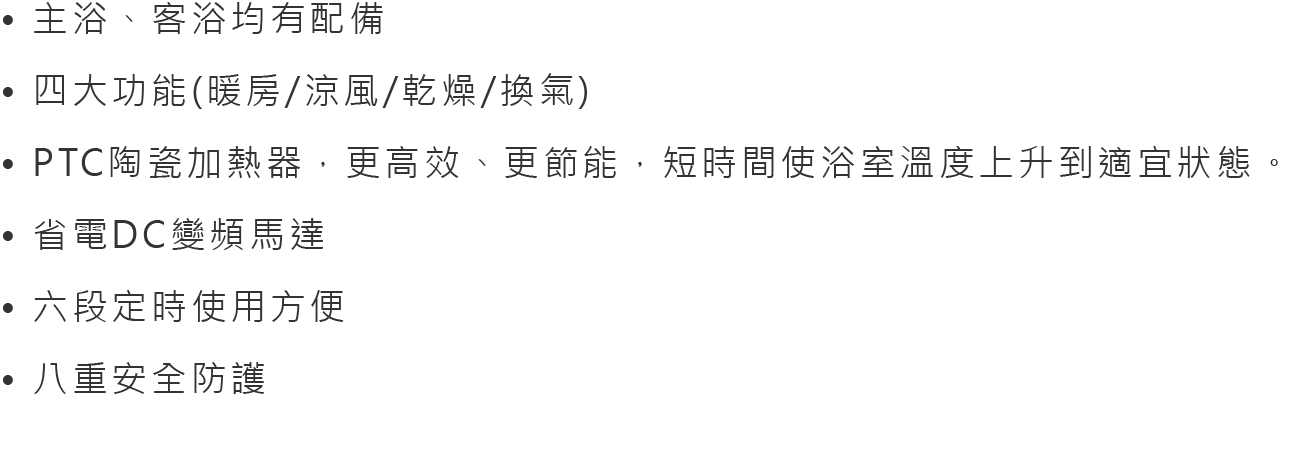 • 主浴、客浴均有配備
• 四大功能(暖房/涼風/乾燥/換氣)
• PTC陶瓷加熱器，更高效、更節能，短時間使浴室溫度上升到適宜狀態。
• 省電DC變頻馬達
• 六段定時使用方便
• 八重安全防護